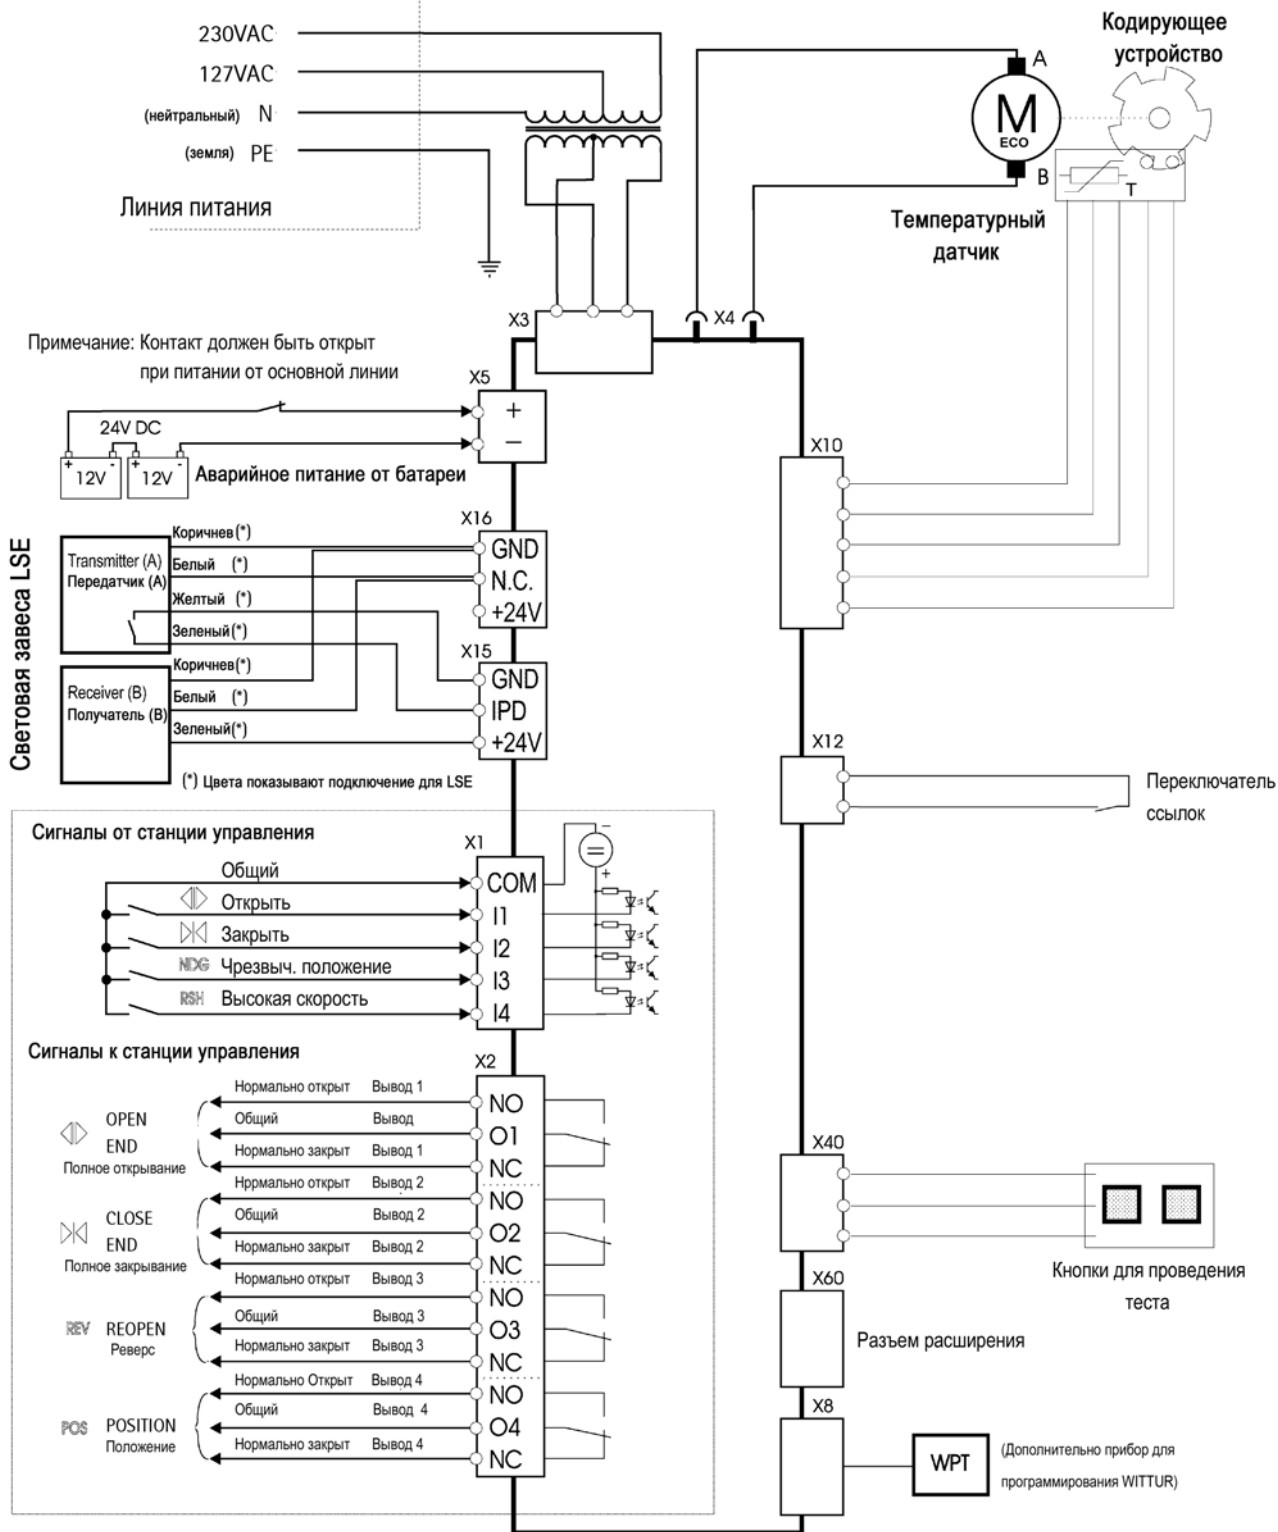 230VAC
127VAC
(нейтральный) N
(земля) PE
Линия питания
Кодирующее
устройство
A
M
ECO
B
T
Температурный
датчик
X3
X4
Примечание: Контакт должен быть открыт
при питании от основной линии
X5
+
−
24V DC
+ - + -
12V 12V
Аварийное питание от батареи
X10
Световая завеса LSE
X16
Коричнев(*)
GND
Transmitter (A)
Передатчик (A)
Белый (*)
N.C.
Желтый (*)
+24V
Зеленый(*)
X15
Коричнев(*)
GND
Receiver (B)
Получатель (B)
Белый (*)
IPD
Зеленый(*)
+24V
(*) Цвета показывают подключение для LSE
X12
Переключатель
ссылок
Сигналы от станции управления
X1
−
=
+
Общий
COM
Открыть
I1
Закрыть
I2
NDG Чрезвыч. положение
I3
RSH Высокая скорость
I4
Сигналы к станции управления
X2
Нормально открыт Вывод 1
NO
OPEN
END
Полное открывание
Общий Вывод
O1
Нормально закрыт Вывод 1
NC
Нррмально открыт Вывод 2
NO
CLOSE
END
Полное закрывание
Общий Вывод 2
O2
Нормально закрыт Вывод 2
NC
Нормально открыт Вывод 3
NO
REV REOPEN
Реверс
Общий Вывод 3
O3
Нормально закрыт Вывод 3
NC
Нормально Открыт Вывод 4
NO
POS POSITION
Положение
Общий Вывод 4
O4
Нормально закрыт Вывод 4
NC
X40
Кнопки для проведения
теста
X60
Разъем расширения
X8
WPT
(Дополнительно прибор для
программирования WITTUR)